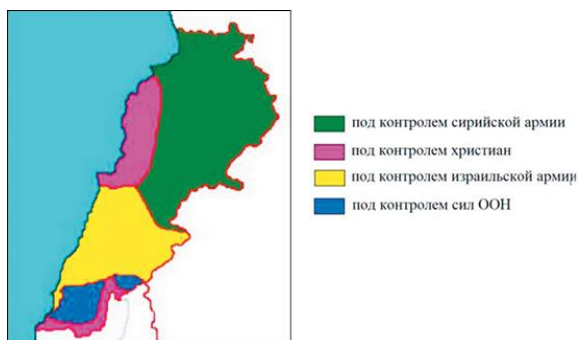 под контролем сирийской армии
под контролем христиан
под контролем израильской армии
под контролем сил ООН